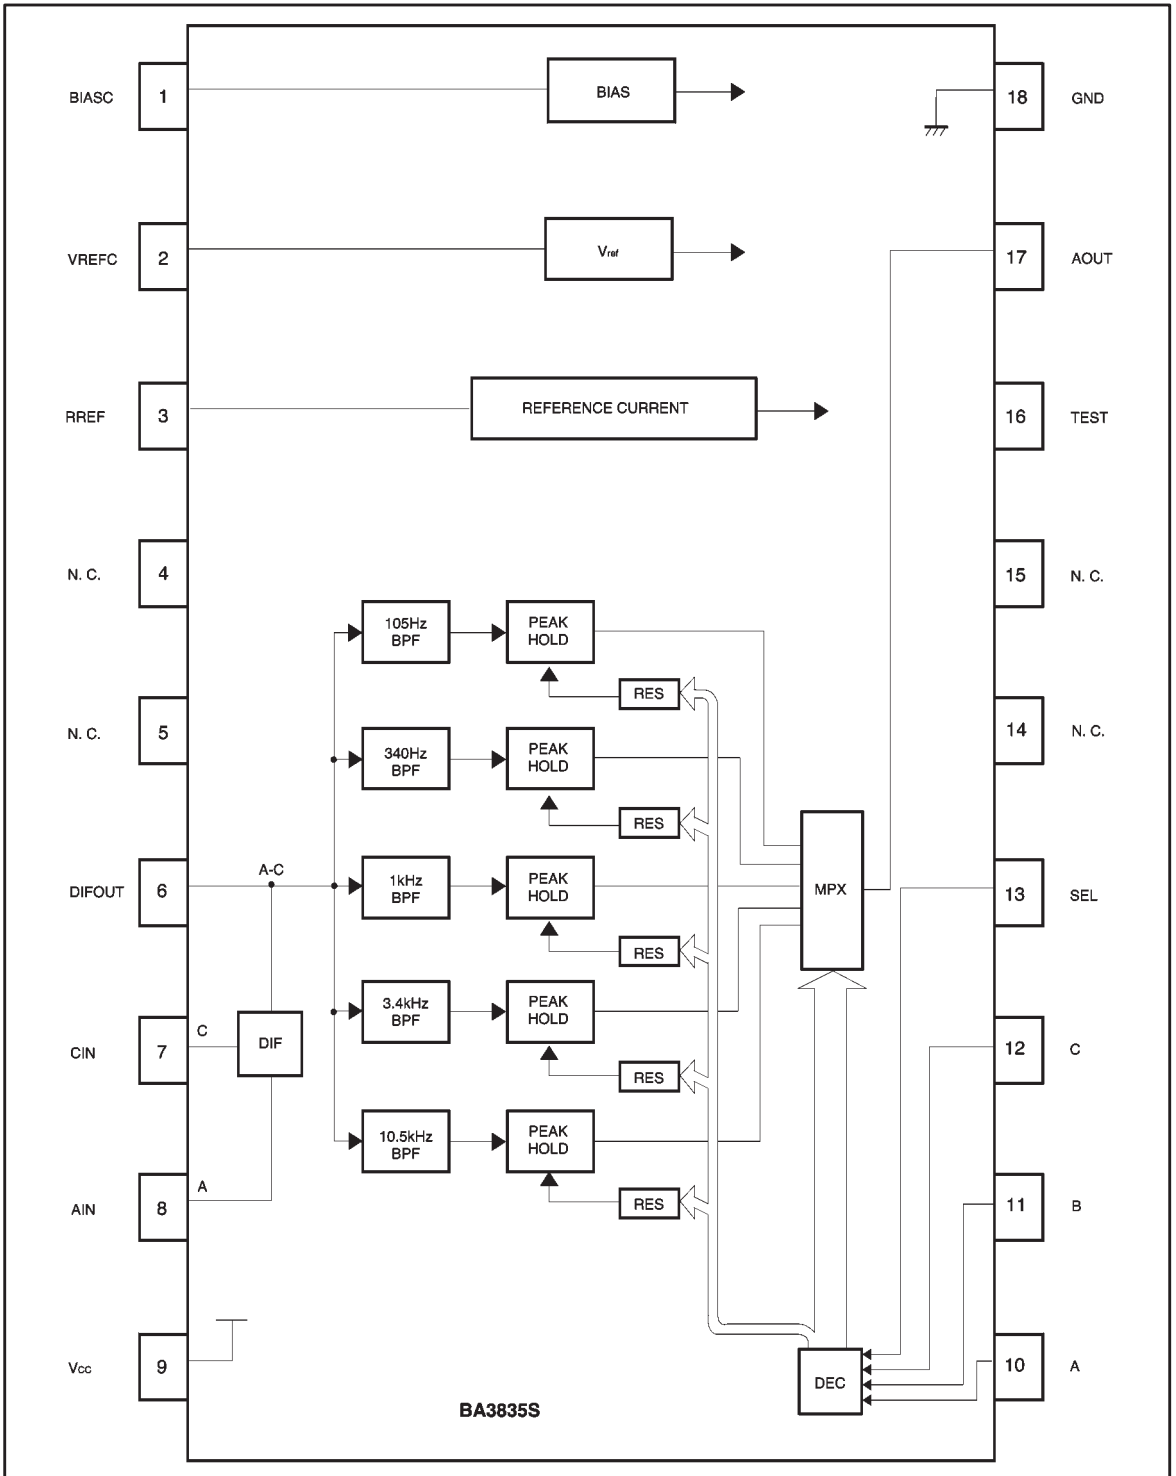 BIASC
1
BIAS
18
GND
VREFC
2
Vref
17
AOUT
RREF
3
REFERENCE CURRENT
16
TEST
N. C.
4
15
N. C.
105Hz
BPF
PEAK
HOLD
RES
N. C.
5
14
N. C.
340Hz
BPF
PEAK
HOLD
RES
DIFOUT
6
A-C
1kHz
BPF
PEAK
HOLD
MPX
13
SEL
RES
CIN
7
C
DIF
3.4kHz
BPF
PEAK
HOLD
12
C
RES
10.5kHz
BPF
PEAK
HOLD
AIN
8
A
RES
11
B
Vcc
9
DEC
10
A
BA3835S